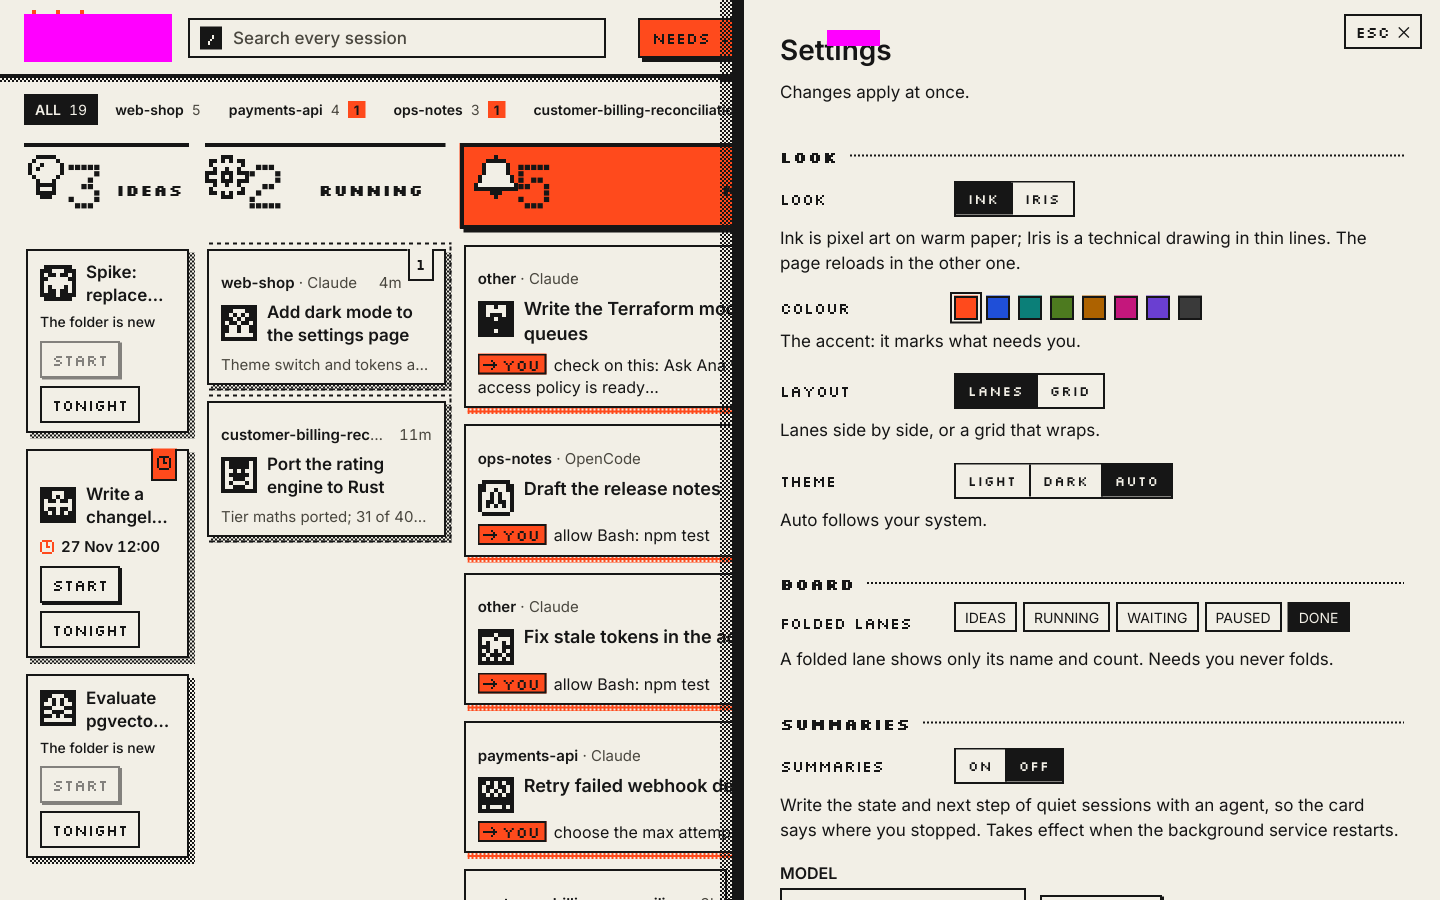 / Search every session
NEEDS
ALL 19
web-shop 5
payments-api 4 1
ops-notes 3 1
3 IDEAS
2 RUNNING
5
Spike:
replace…
The folder is new
START
TONIGHT
Write a
changel…
27 Nov 12:00
START
TONIGHT
Evaluate
pgvecto…
The folder is new
START
TONIGHT
1
web-shop · Claude 4m
Add dark mode to
the settings page
Theme switch and tokens a…
customer-billing-rec… 11m
Port the rating
engine to Rust
Tier maths ported; 31 of 40…
other · Claude
Write the Terraform
queues
→ YOU check on this: Ask Ana
access policy is ready…
ops-notes · OpenCode
Draft the release notes
→ YOU allow Bash: npm test
other · Claude
Fix stale tokens in the
→ YOU allow Bash: npm test
payments-api · Claude
Retry failed webhook
→ YOU choose the max
Settings
ESC ×
Changes apply at once.
LOOK
LOOK INK IRIS
Ink is pixel art on warm paper; Iris is a technical drawing in thin lines. The
page reloads in the other one.
COLOUR
The accent: it marks what needs you.
LAYOUT LANES GRID
Lanes side by side, or a grid that wraps.
THEME LIGHT DARK AUTO
Auto follows your system.
BOARD
FOLDED LANES IDEAS RUNNING WAITING PAUSED DONE
A folded lane shows only its name and count. Needs you never folds.
SUMMARIES
SUMMARIES ON OFF
Write the state and next step of quiet sessions with an agent, so the card
says where you stopped. Takes effect when the background service restarts.
MODEL